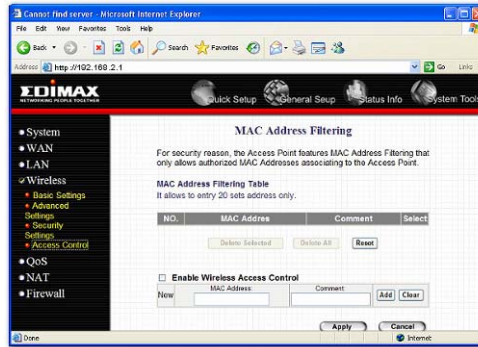 Cannot find server - Microsoft Internet Explorer
File Edit View Favorites Tools Help
Back Search Favorites
Address http://192.168.2.1 Go Links
EDIMAX
NETWORKING PEOPLE TOGETHER
Quick Setup General Seup Status Info System Tools
System
WAN
LAN
Wireless
Basic Settings
Advanced
Settings
Security
Settings
Access Control
QoS
NAT
Firewall
MAC Address Filtering
For security reason, the Access Point features MAC Address Filtering that
only allows authorized MAC Addresses associating to the Access Point.
MAC Address Filtering Table
It allows to entry 20 sets address only.
NO. MAC Addres Comment Select
Delete Selected Delete All Reset
Enable Wireless Access Control
New MAC Address: Comment: Add Clear
Apply Cancel
Done Internet